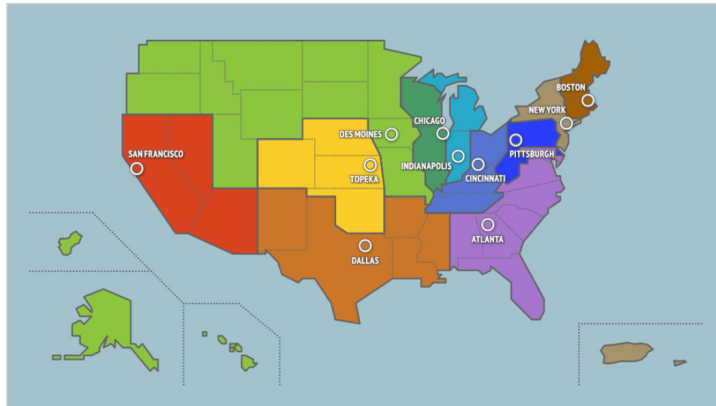 BOSTON
NEW YORK
CHICAGO
DES MOINES
SAN FRANCISCO
PITTSBURGH
INDIANAPOLIS
CINCINNATI
TOPEKA
ATLANTA
DALLAS